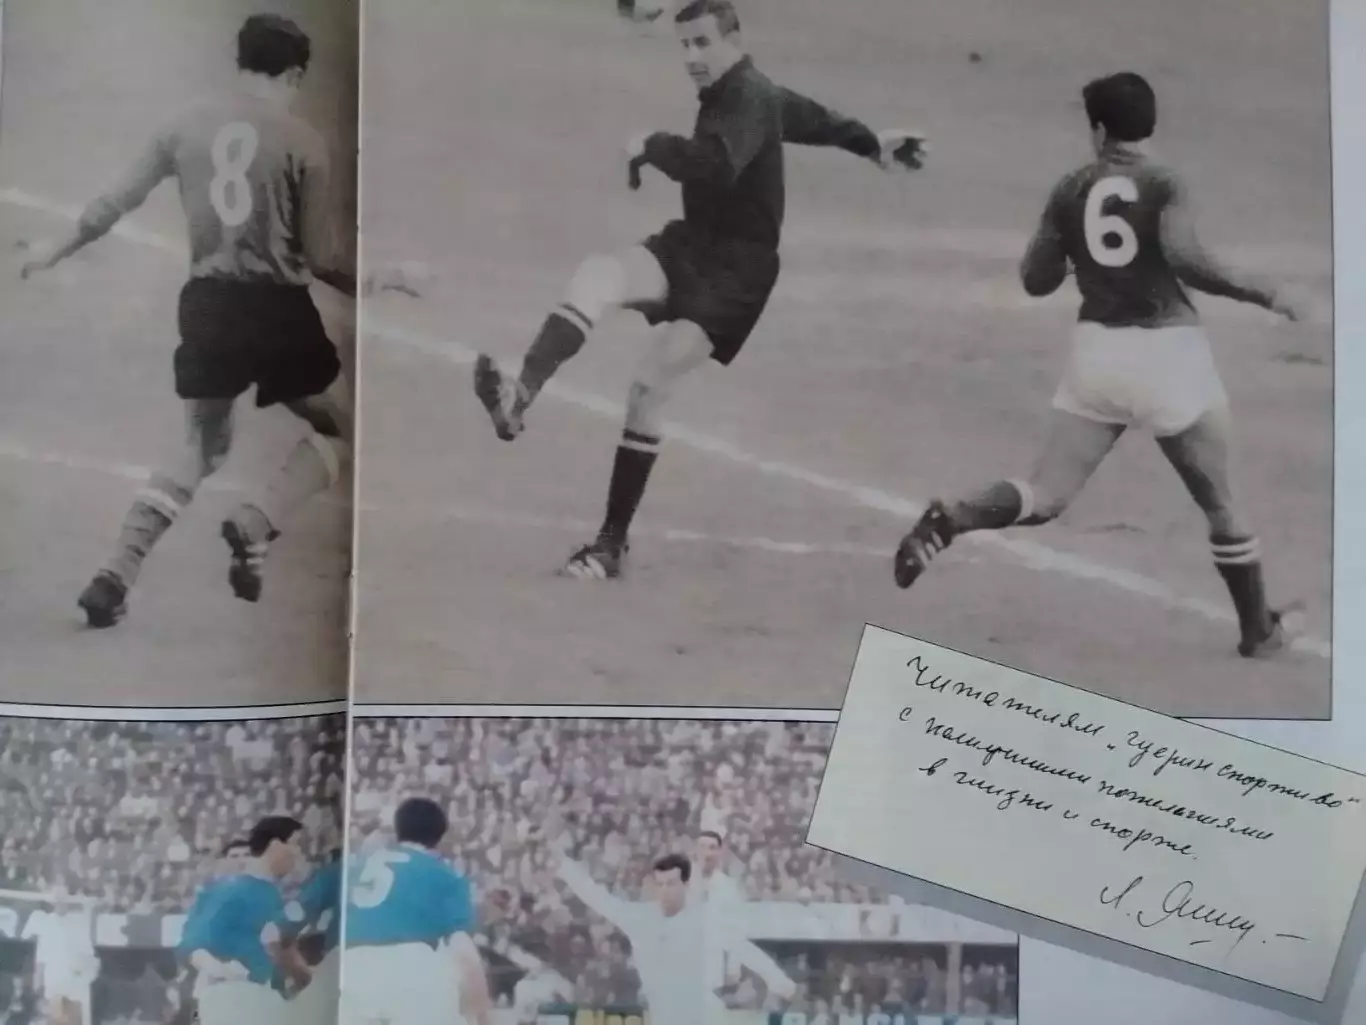 8
6
5
Читателям „Гуерин спортиво"
с наилучшими пожеланиями
в жизни и спорте.
Л. Яшин